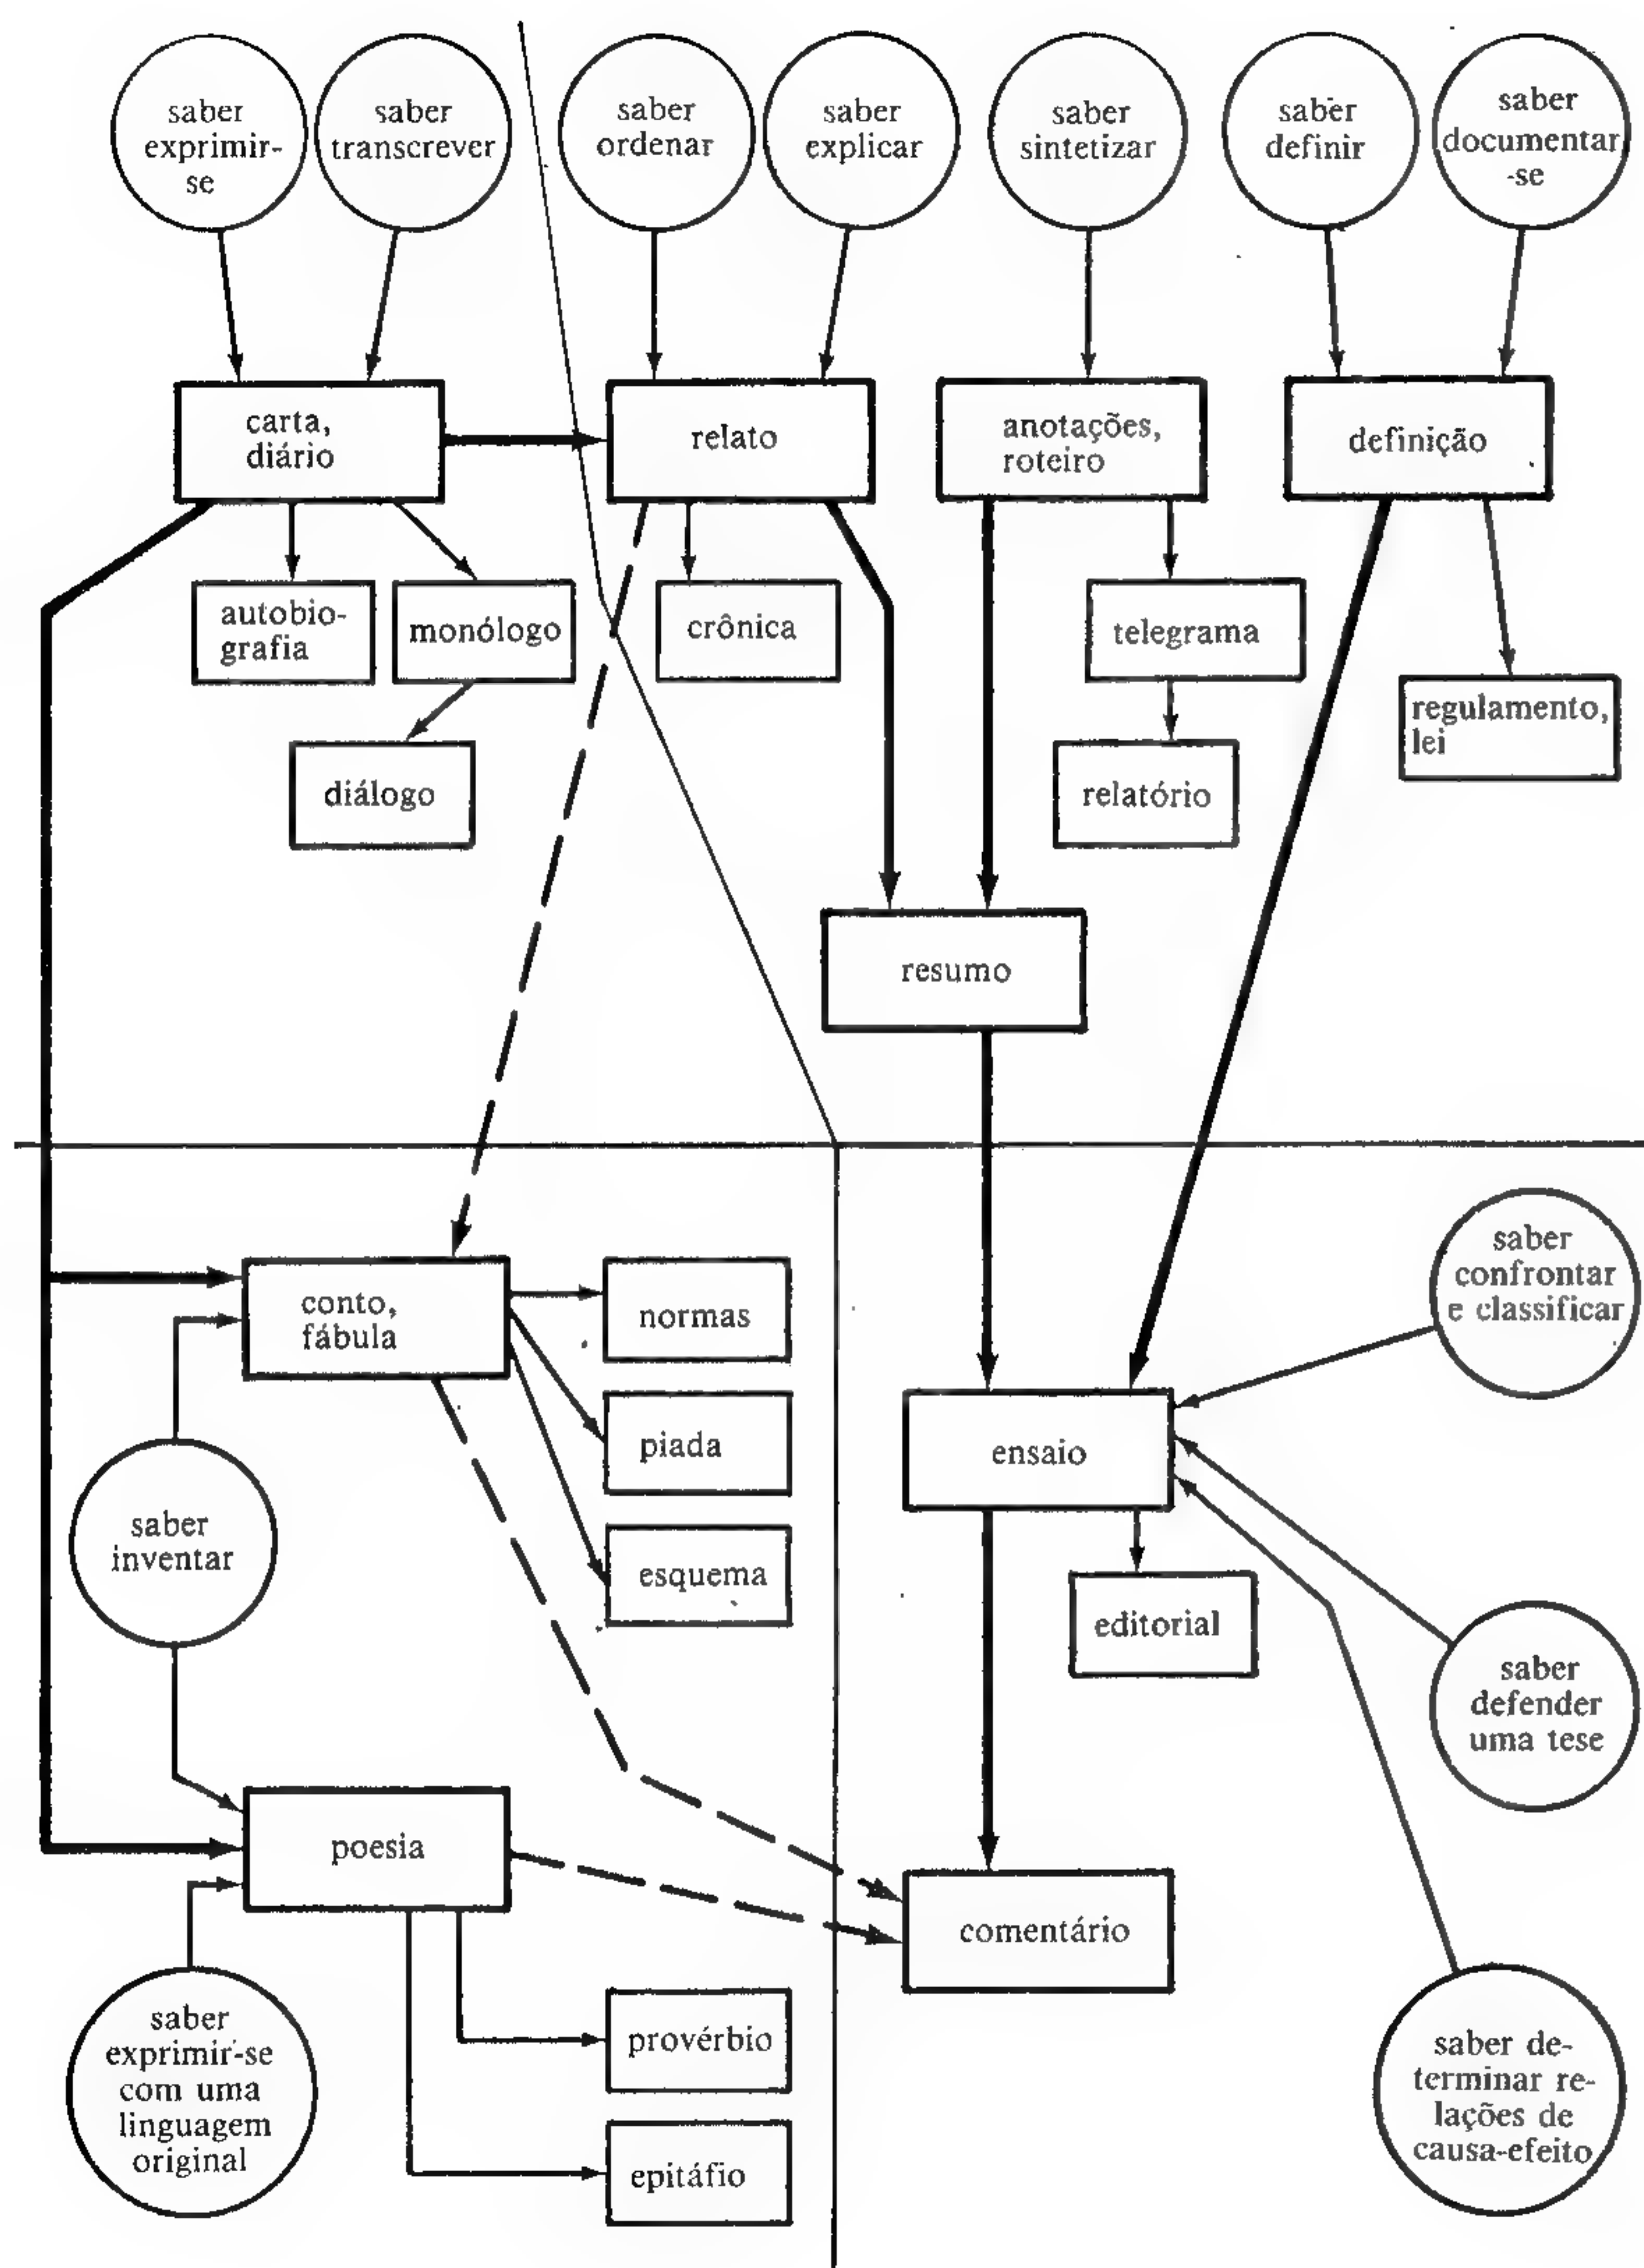 saber
exprimir-
se
saber
transcrever
saber
ordenar
saber
explicar
saber
sintetizar
saber
definir
saber
documentar
-se
carta,
diário
relato
anotações,
roteiro
definição
autobio-
grafia
monólogo
crônica
telegrama
regulamento,
lei
diálogo
relatório
resumo
conto,
fábula
normas
piada
esquema
saber
confrontar
e classificar
ensaio
editorial
saber
inventar
saber
defender
uma tese
poesia
comentário
saber
exprimir-se
com uma
linguagem
original
provérbio
epitáfio
saber de-
terminar re-
lações de
causa-efeito